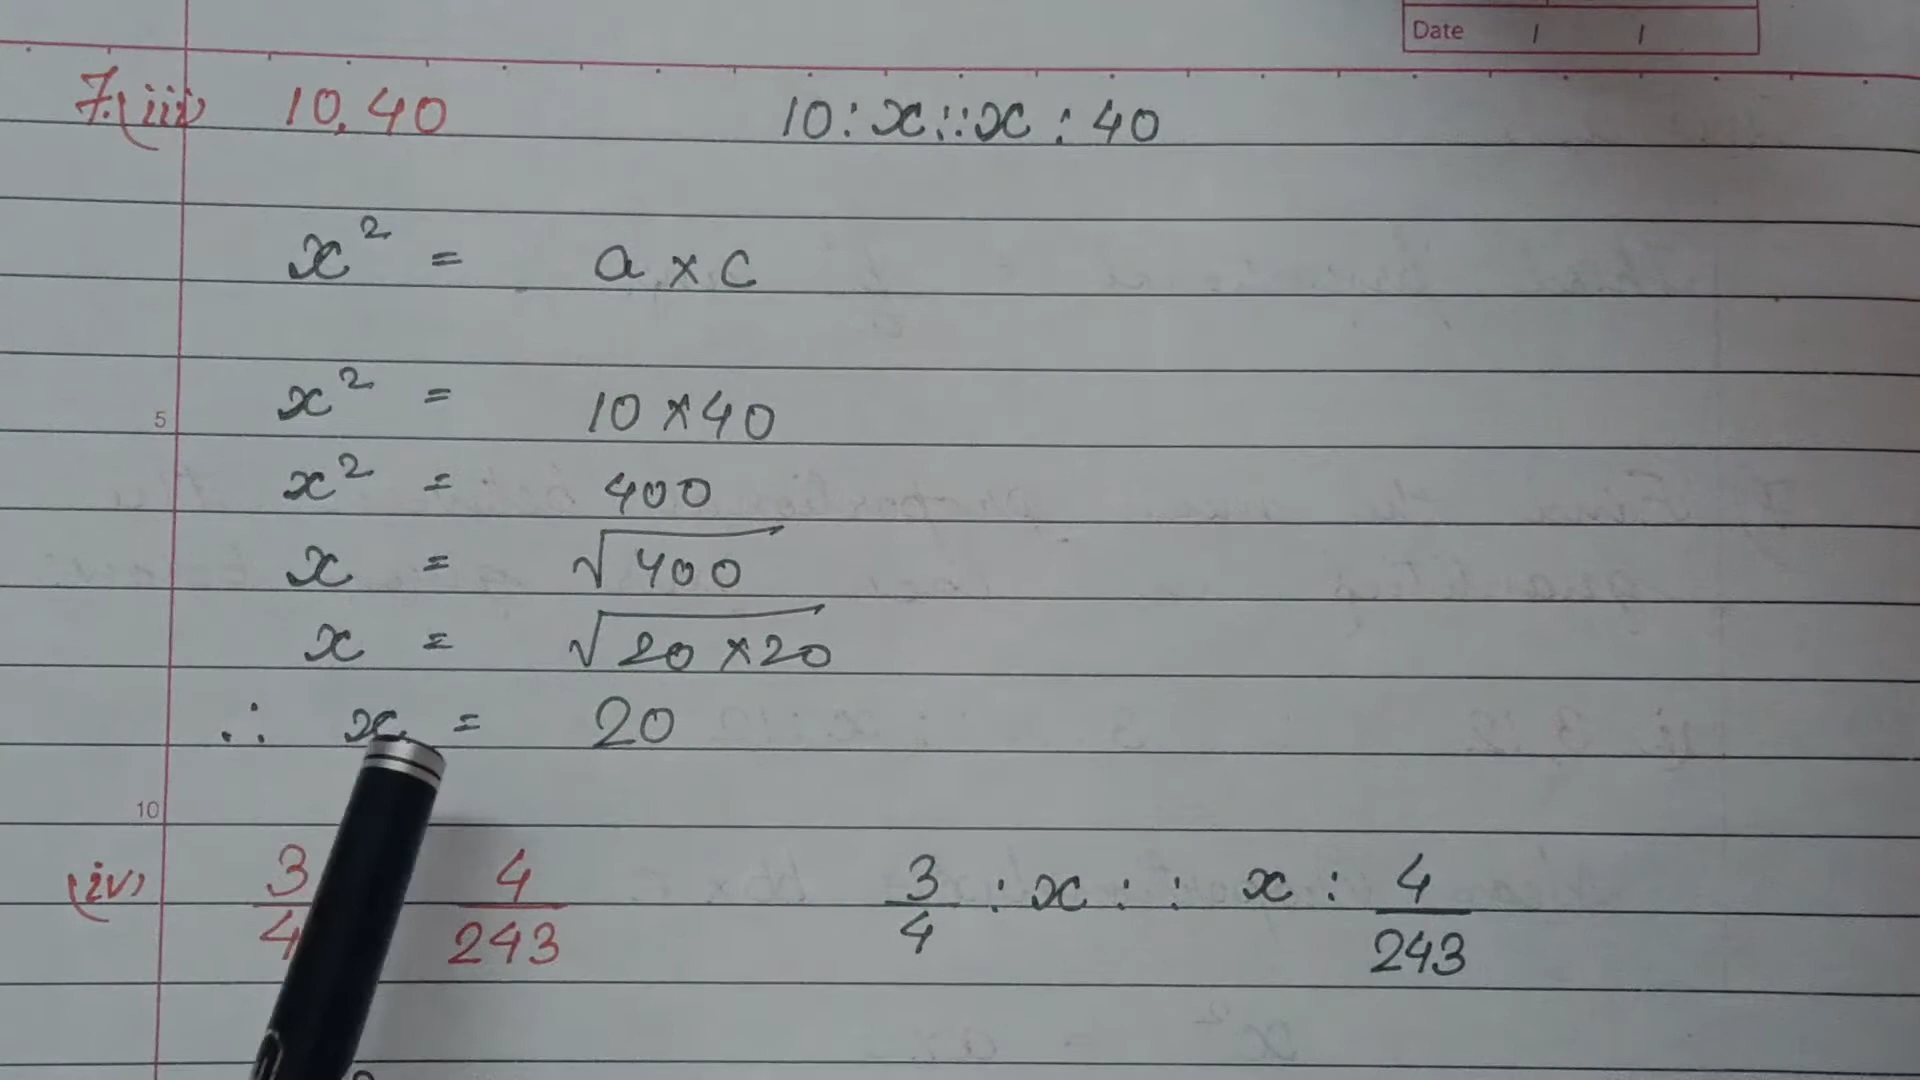 Date / /
7.(iii) 10,40 10:x::x:40
x² = a×c
5 x² = 10×40
x² = 400
x = √400
x = √20×20
∴ x = 20
10
(iv) 3/4 4/243 3/4 : x :: x : 4/243